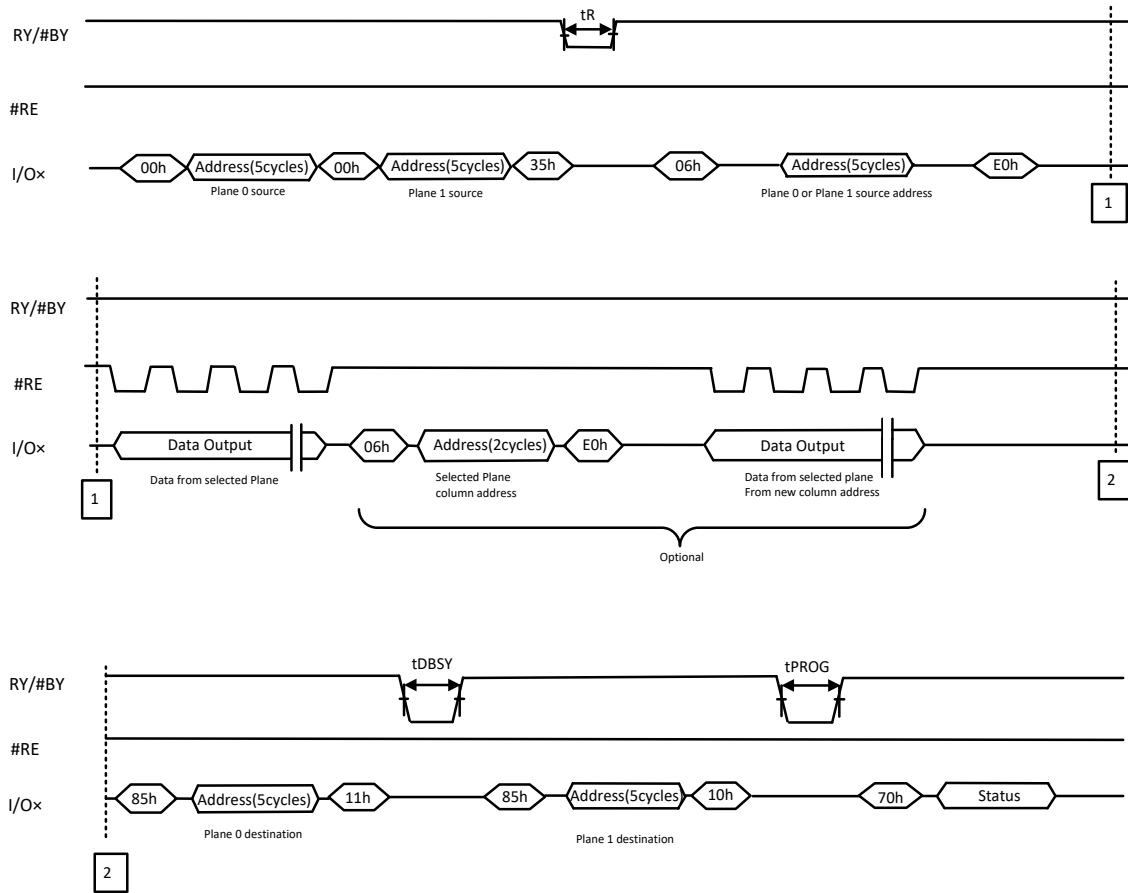 tR
RY/#BY
#RE
I/O×
00h
Address(5cycles)
00h
Address(5cycles)
35h
06h
Address(5cycles)
E0h
Plane 0 source
Plane 1 source
Plane 0 or Plane 1 source address
1
RY/#BY
#RE
I/O×
Data Output
06h
Address(2cycles)
E0h
Data Output
Data from selected Plane
Selected Plane
column address
Data from selected plane
From new column address
1
2
Optional
tDBSY
tPROG
RY/#BY
#RE
I/O×
85h
Address(5cycles)
11h
85h
Address(5cycles)
10h
70h
Status
Plane 0 destination
Plane 1 destination
2